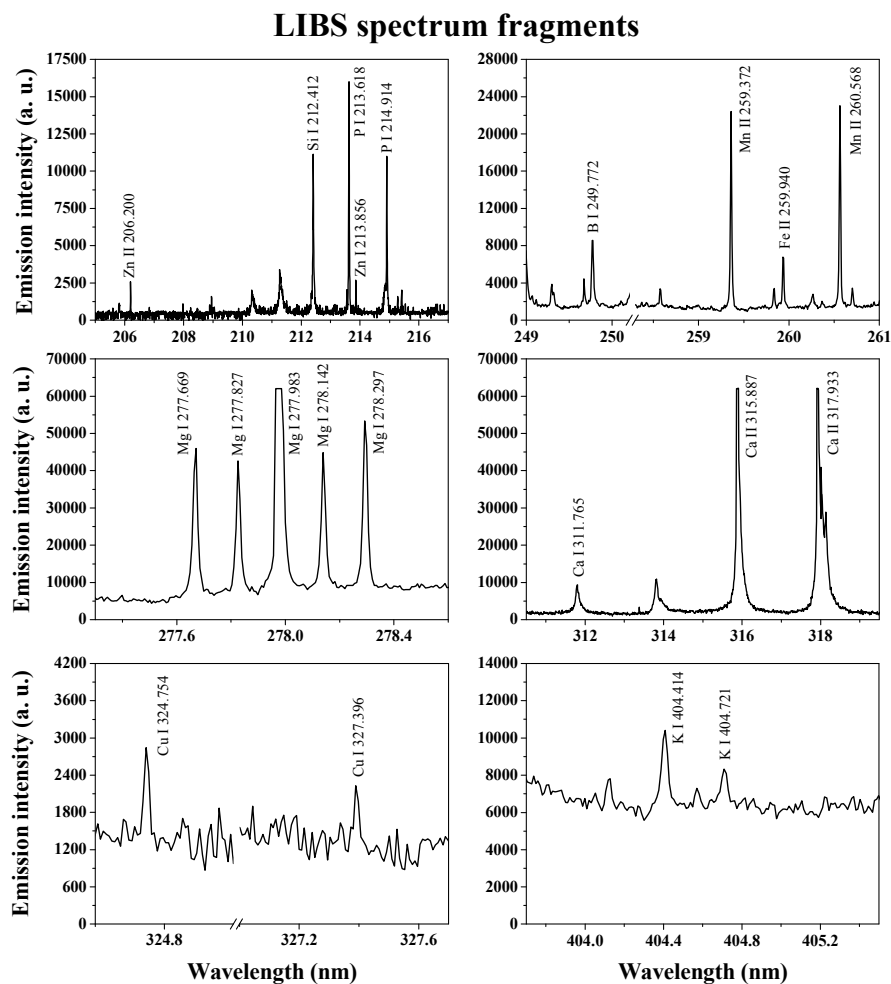 LIBS spectrum fragments
Emission intensity (a. u.)
17500
15000
12500
10000
7500
5000
2500
0
Zn II 206.200
Si I 212.412
P I 213.618
Zn I 213.856
P I 214.914
205 206 207 208 209 210 211 212 213 214 215 216 217
28000
24000
20000
16000
12000
8000
4000
0
B I 249.772
Mn II 259.372
Fe II 259.940
Mn II 260.568
249 250 259 260 261
Emission intensity (a. u.)
70000
60000
50000
40000
30000
20000
10000
0
Mg I 277.669
Mg I 277.827
Mg I 277.983
Mg I 278.142
Mg I 278.297
277.6 278.0 278.4
70000
60000
50000
40000
30000
20000
10000
0
Ca I 311.765
Ca II 315.887
Ca II 317.933
312 314 316 318
Emission intensity (a. u.)
4200
3600
3000
2400
1800
1200
600
0
Cu I 324.754
Cu I 327.396
324.8 327.2 327.6
Wavelength (nm)
14000
12000
10000
8000
6000
4000
2000
0
K I 404.414
K I 404.721
404.0 404.4 404.8 405.2
Wavelength (nm)